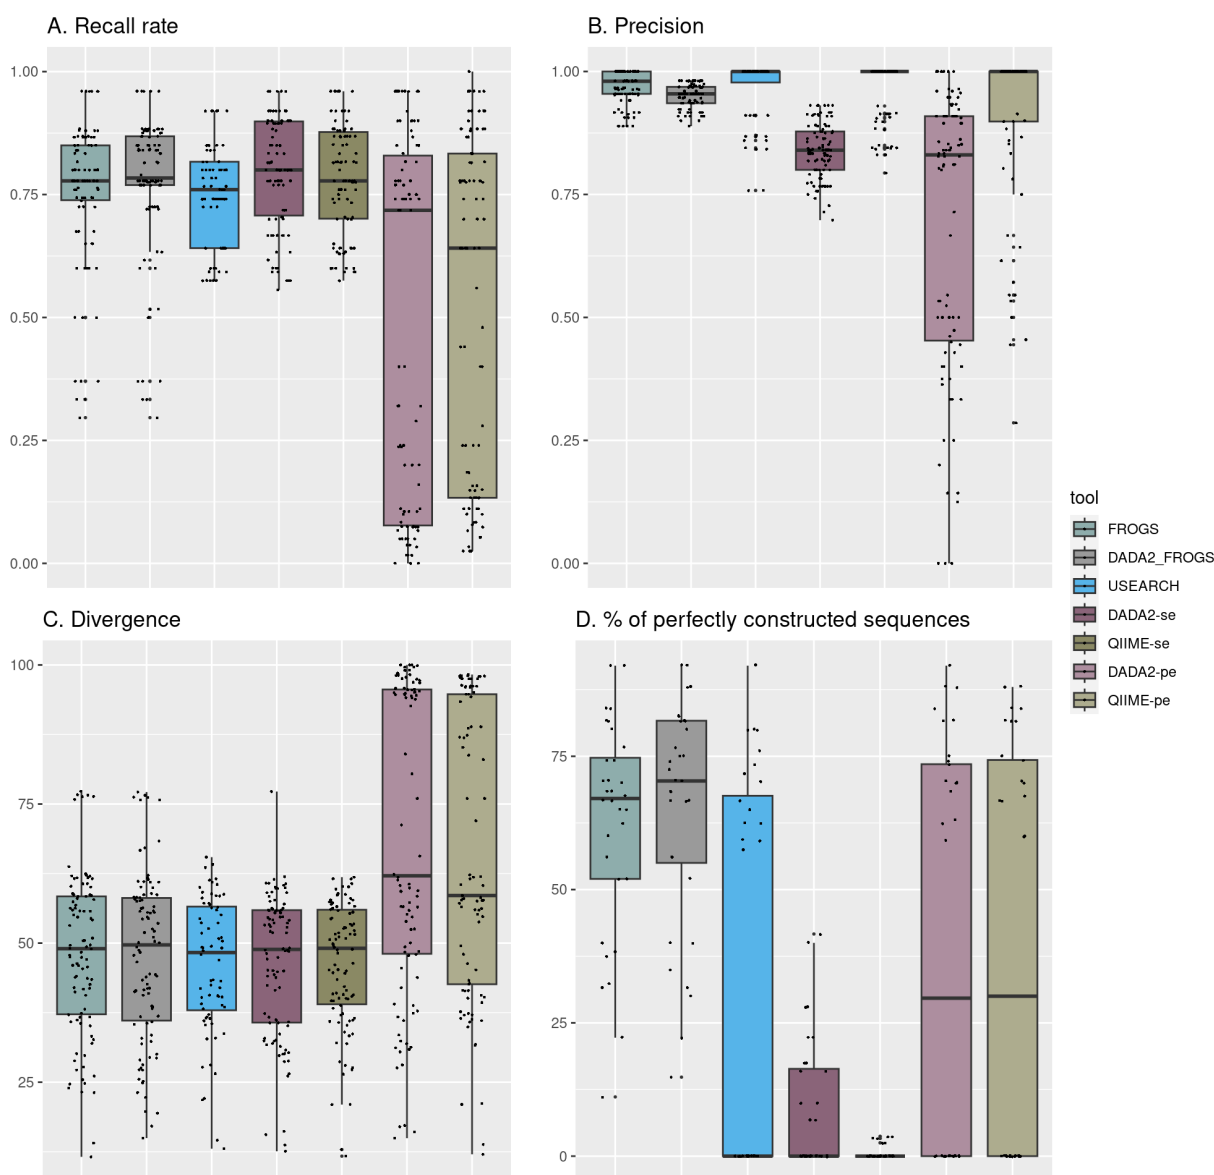 A. Recall rate
1.00
0.75
0.50
0.25
0.00
B. Precision
1.00
0.75
0.50
0.25
0.00
C. Divergence
100
75
50
25
D. % of perfectly constructed sequences
75
50
25
0
tool
FROGS
DADA2_FROGS
USEARCH
DADA2-se
QIIME-se
DADA2-pe
QIIME-pe